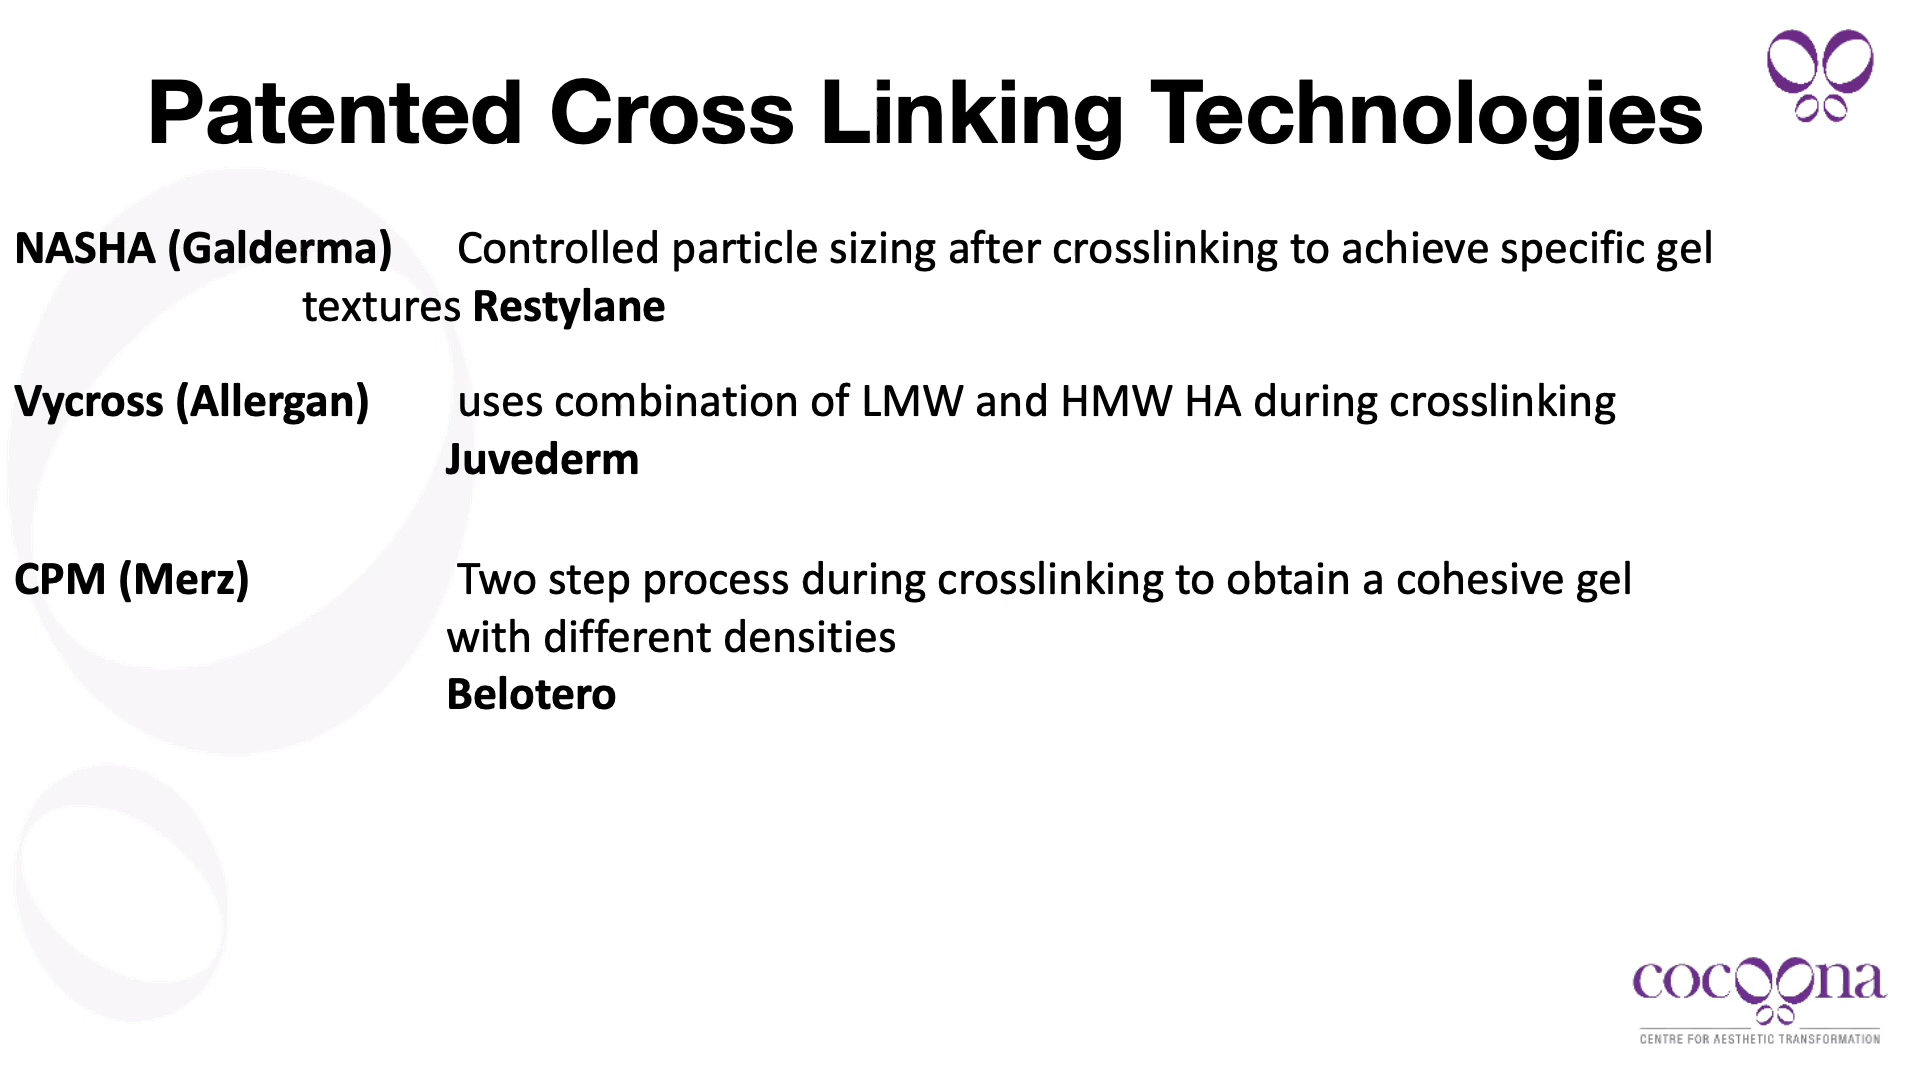 Patented Cross Linking Technologies
NASHA (Galderma) Controlled particle sizing after crosslinking to achieve specific gel
textures Restylane
Vycross (Allergan) uses combination of LMW and HMW HA during crosslinking
Juvederm
CPM (Merz) Two step process during crosslinking to obtain a cohesive gel
with different densities
Belotero
cocoona
CENTRE FOR AESTHETIC TRANSFORMATION